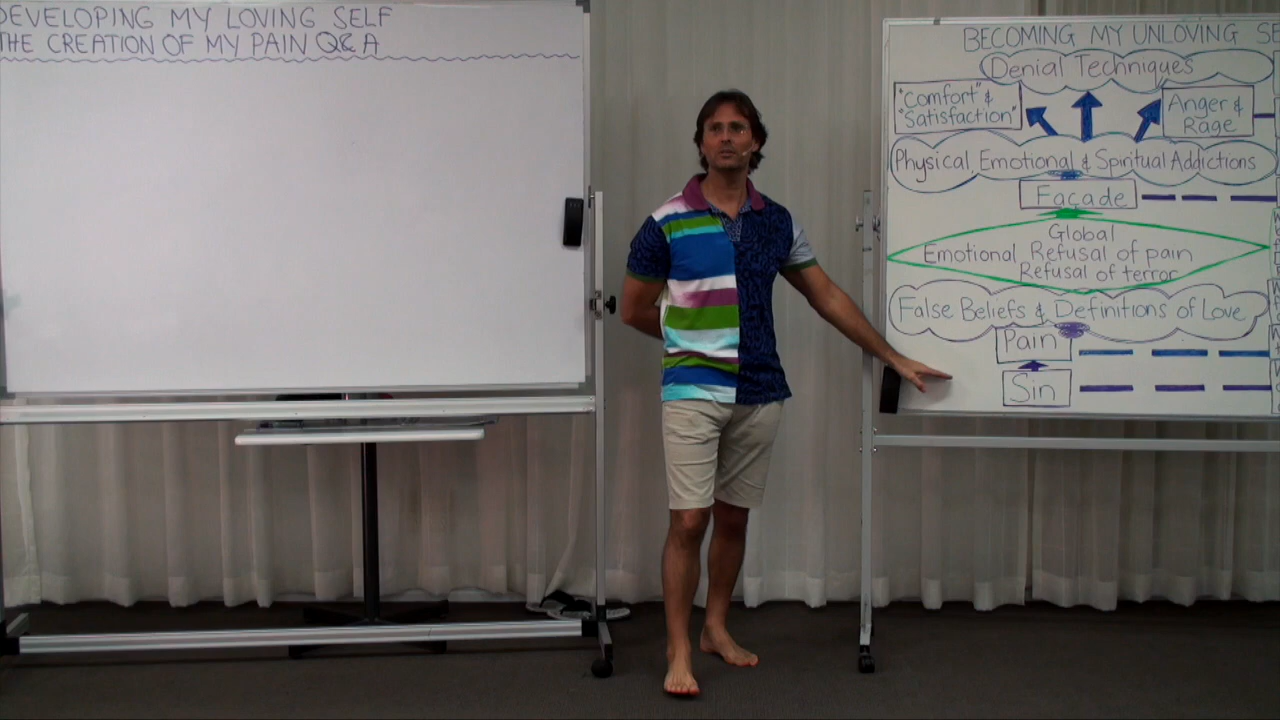 DEVELOPING MY LOVING SELF
THE CREATION OF MY PAIN Q&A
BECOMING MY UNLOVING SE
Denial Techniques
"Comfort" &
"Satisfaction"
Anger &
Rage
Physical Emotional & Spiritual Addictions
Façade
Global
Emotional Refusal of pain
Refusal of terror
False Beliefs & Definitions of Love
Pain
Sin